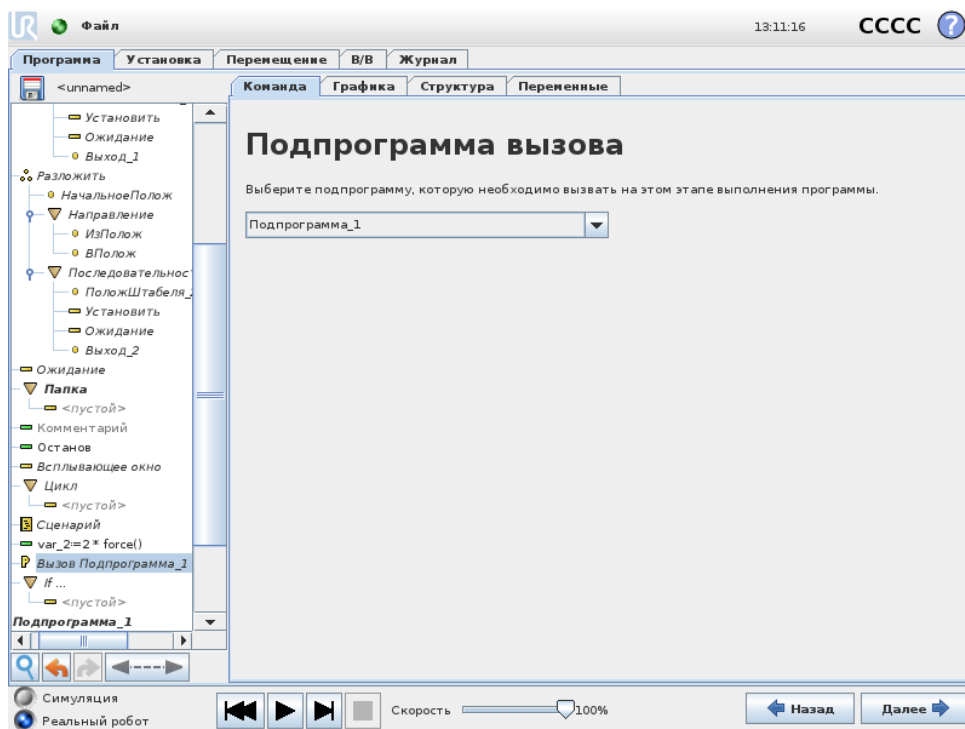 UR Файл 13:11:16 CCCC ?
Программа Установка Перемещение В/В Журнал
<unnamed>
Команда Графика Структура Переменные
Установить
Ожидание
Выход_1
Разложить
НачальноеПолож
Направление
ИзПолож
ВПолож
Последовательнос
ПоложШтабеля_
Установить
Ожидание
Выход_2
Ожидание
Папка
<пустой>
Комментарий
Останов
Всплывающее окно
Цикл
<пустой>
Сценарий
var_2:=2 * force()
P Вызов Подпрограмма_1
If ...
<пустой>
Подпрограмма_1
Подпрограмма вызова
Выберите подпрограмму, которую необходимо вызвать на этом этапе выполнения программы.
Подпрограмма_1
Симуляция
Реальный робот
Скорость 100%
Назад Далее